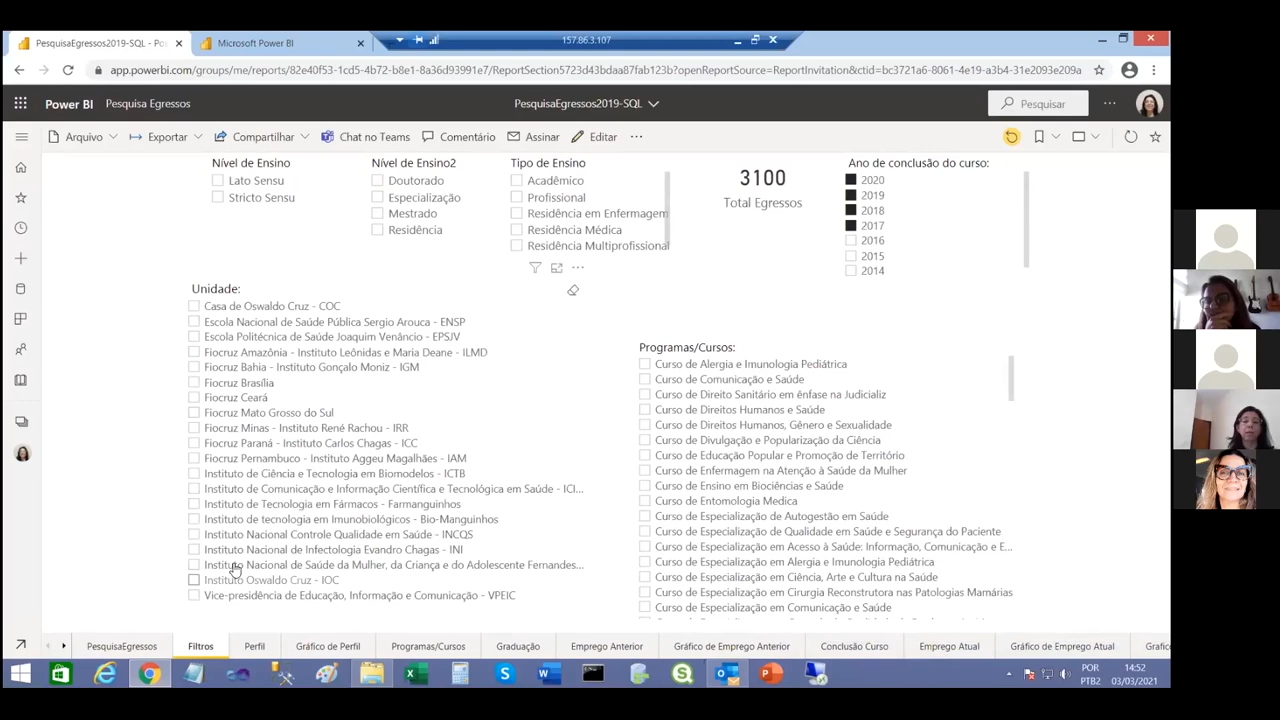 PesquisaEgressos2019-SQL - Po
Microsoft Power BI
157.86.3.107
app.powerbi.com/groups/me/reports/82e40f53-1cd5-4b72-b8e1-8a36d93991e7/ReportSection5723d43bdaa87fab123b?openReportSource=ReportInvitation&ctid=bc3721a6-8061-4e19-a3b4-31e2093e209a
Power BI
Pesquisa Egressos
PesquisaEgressos2019-SQL
Pesquisar
Arquivo
Exportar
Compartilhar
Chat no Teams
Comentário
Assinar
Editar
Nível de Ensino
Lato Sensu
Stricto Sensu
Nível de Ensino2
Doutorado
Especialização
Mestrado
Residência
Tipo de Ensino
Acadêmico
Profissional
Residência em Enfermagem
Residência Médica
Residência Multiprofissional
3100
Total Egressos
Ano de conclusão do curso:
2020
2019
2018
2017
2016
2015
2014
Unidade:
Casa de Oswaldo Cruz - COC
Escola Nacional de Saúde Pública Sergio Arouca - ENSP
Escola Politécnica de Saúde Joaquim Venâncio - EPSJV
Fiocruz Amazônia - Instituto Leônidas e Maria Deane - ILMD
Fiocruz Bahia - Instituto Gonçalo Moniz - IGM
Fiocruz Brasília
Fiocruz Ceará
Fiocruz Mato Grosso do Sul
Fiocruz Minas - Instituto René Rachou - IRR
Fiocruz Paraná - Instituto Carlos Chagas - ICC
Fiocruz Pernambuco - Instituto Aggeu Magalhães - IAM
Instituto de Ciência e Tecnologia em Biomodelos - ICTB
Instituto de Comunicação e Informação Científica e Tecnológica em Saúde - ICI...
Instituto de Tecnologia em Fármacos - Farmanguinhos
Instituto de tecnologia em Imunobiológicos - Bio-Manguinhos
Instituto Nacional Controle Qualidade em Saúde - INCQS
Instituto Nacional de Infectologia Evandro Chagas - INI
Instituto Nacional de Saúde da Mulher, da Criança e do Adolescente Fernandes...
Instituto Oswaldo Cruz - IOC
Vice-presidência de Educação, Informação e Comunicação - VPEIC
Programas/Cursos:
Curso de Alergia e Imunologia Pediátrica
Curso de Comunicação e Saúde
Curso de Direito Sanitário em ênfase na Judicializ
Curso de Direitos Humanos e Saúde
Curso de Direitos Humanos, Gênero e Sexualidade
Curso de Divulgação e Popularização da Ciência
Curso de Educação Popular e Promoção de Território
Curso de Enfermagem na Atenção à Saúde da Mulher
Curso de Ensino em Biociências e Saúde
Curso de Entomologia Medica
Curso de Especialização de Autogestão em Saúde
Curso de Especialização de Qualidade em Saúde e Segurança do Paciente
Curso de Especialização em Acesso à Saúde: Informação, Comunicação e E...
Curso de Especialização em Alergia e Imunologia Pediátrica
Curso de Especialização em Ciência, Arte e Cultura na Saúde
Curso de Especialização em Cirurgia Reconstrutora nas Patologias Mamárias
Curso de Especialização em Comunicação e Saúde
PesquisaEgressos
Filtros
Perfil
Gráfico de Perfil
Programas/Cursos
Graduação
Emprego Anterior
Gráfico de Emprego Anterior
Conclusão Curso
Emprego Atual
Gráfico de Emprego Atual
Grafic
POR
PTB2
14:52
03/03/2021